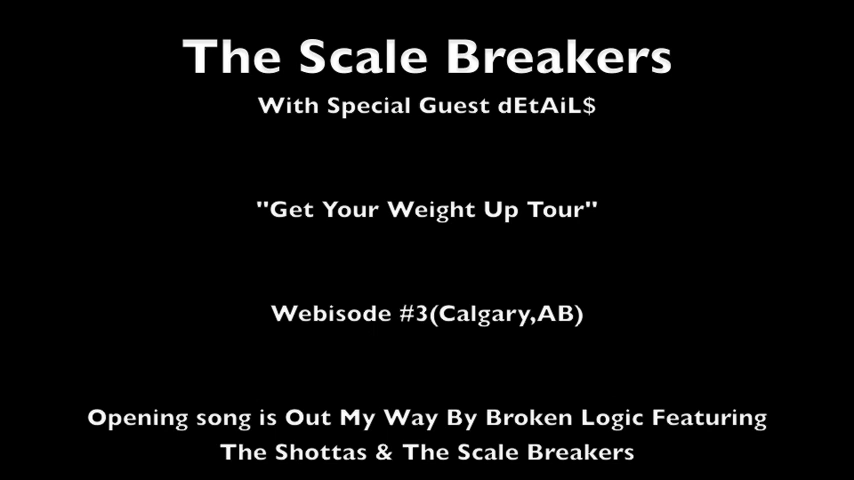 The Scale Breakers
With Special Guest dEtAiL$
"Get Your Weight Up Tour"
Webisode #3(Calgary,AB)
Opening song is Out My Way By Broken Logic Featuring
The Shottas & The Scale Breakers